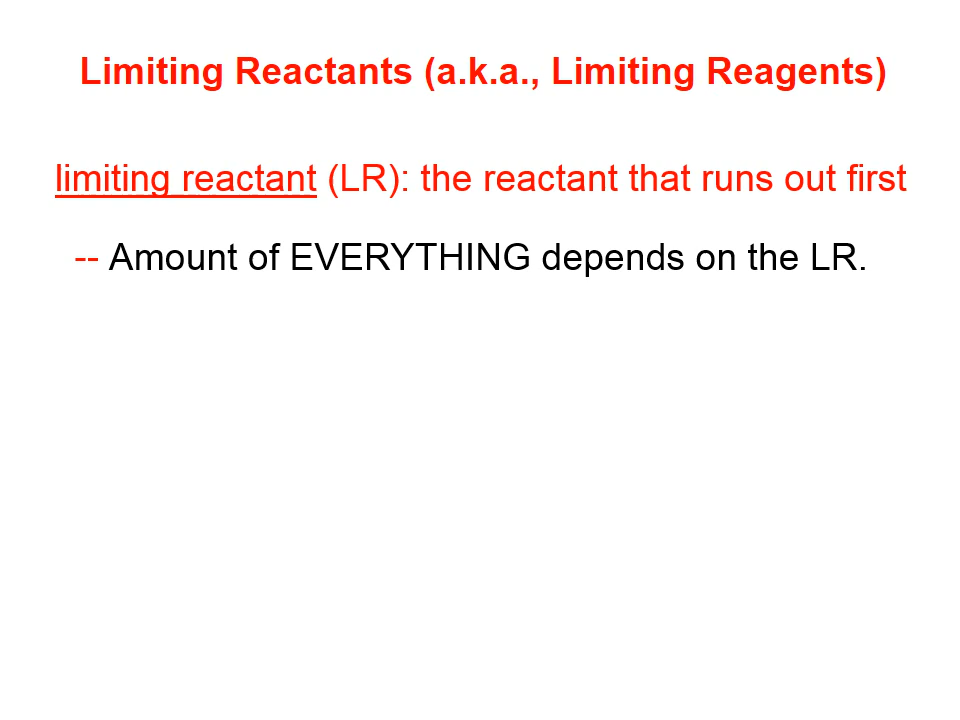 Limiting Reactants (a.k.a., Limiting Reagents)
limiting reactant (LR): the reactant that runs out first
-- Amount of EVERYTHING depends on the LR.